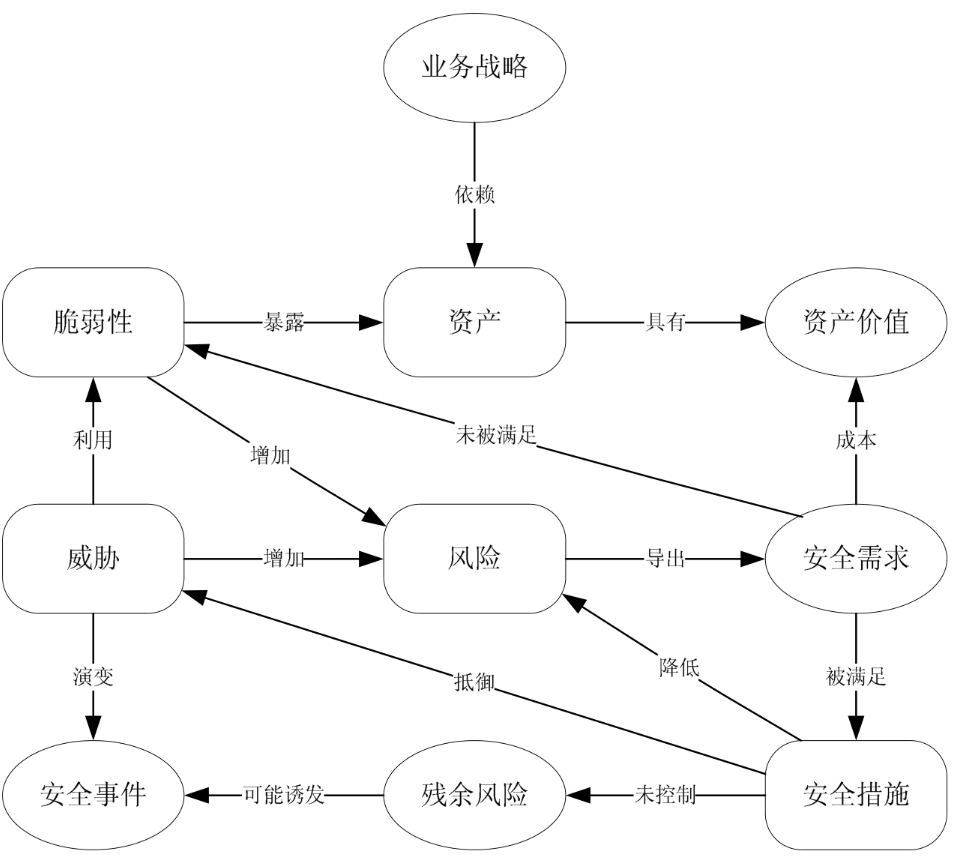 业务战略
依赖
脆弱性
暴露
资产
具有
资产价值
利用
增加
未被满足
成本
威胁
增加
风险
导出
安全需求
演变
抵御
降低
被满足
安全事件
可能诱发
残余风险
未控制
安全措施